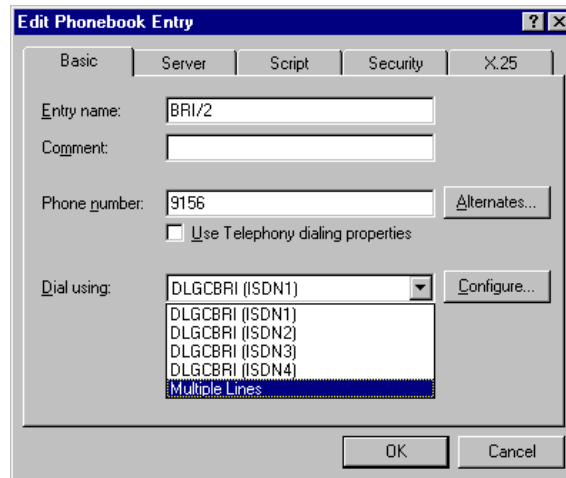 Edit Phonebook Entry
Basic Server Script Security X.25
Entry name: BRI/2
Comment:
Phone number: 9156 Alternates...
Use Telephony dialing properties
Dial using: DLGCBRI (ISDN1) Configure...
DLGCBRI (ISDN1)
DLGCBRI (ISDN2)
DLGCBRI (ISDN3)
DLGCBRI (ISDN4)
Multiple Lines
OK Cancel